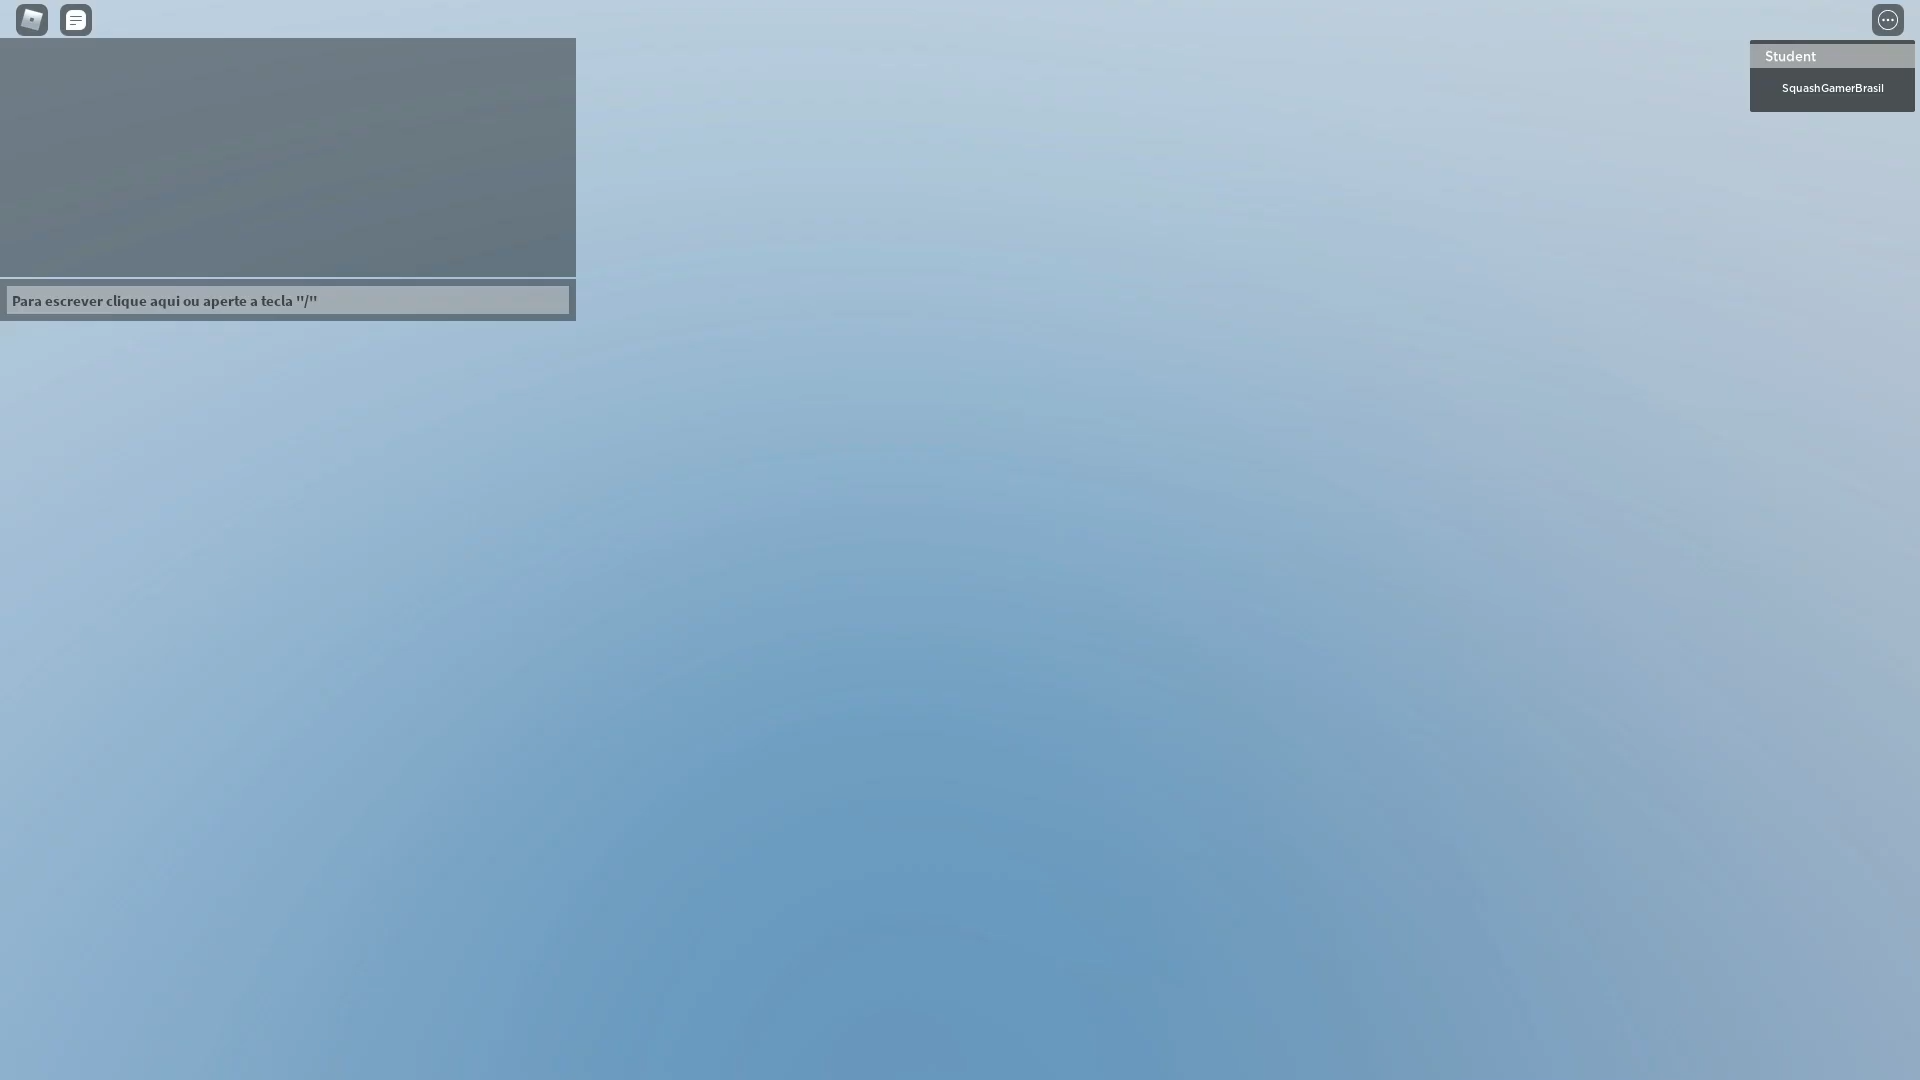 Student
SquashGamerBrasil
Para escrever clique aqui ou aperte a tecla "/"